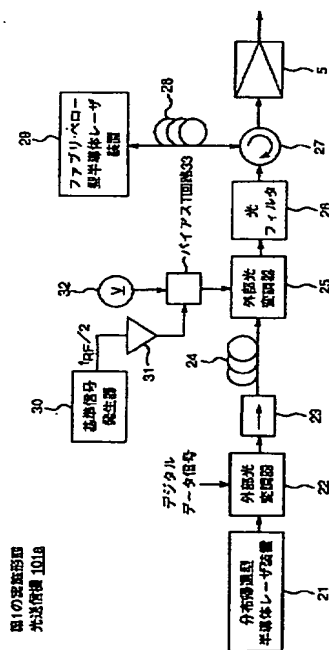 図1の実施形態
光送信機 101a
分布帰還型
半導体レーザ装置
21
デジタル
データ信号
外部光
変調器
22
23
24
外部光
変調器
25
光
フィルタ
26
27
28
5
ファブリ・ペロー
型半導体レーザ
装置
29
基準信号
発生器
30
fRF/2
31
32
V
バイアスT回路33